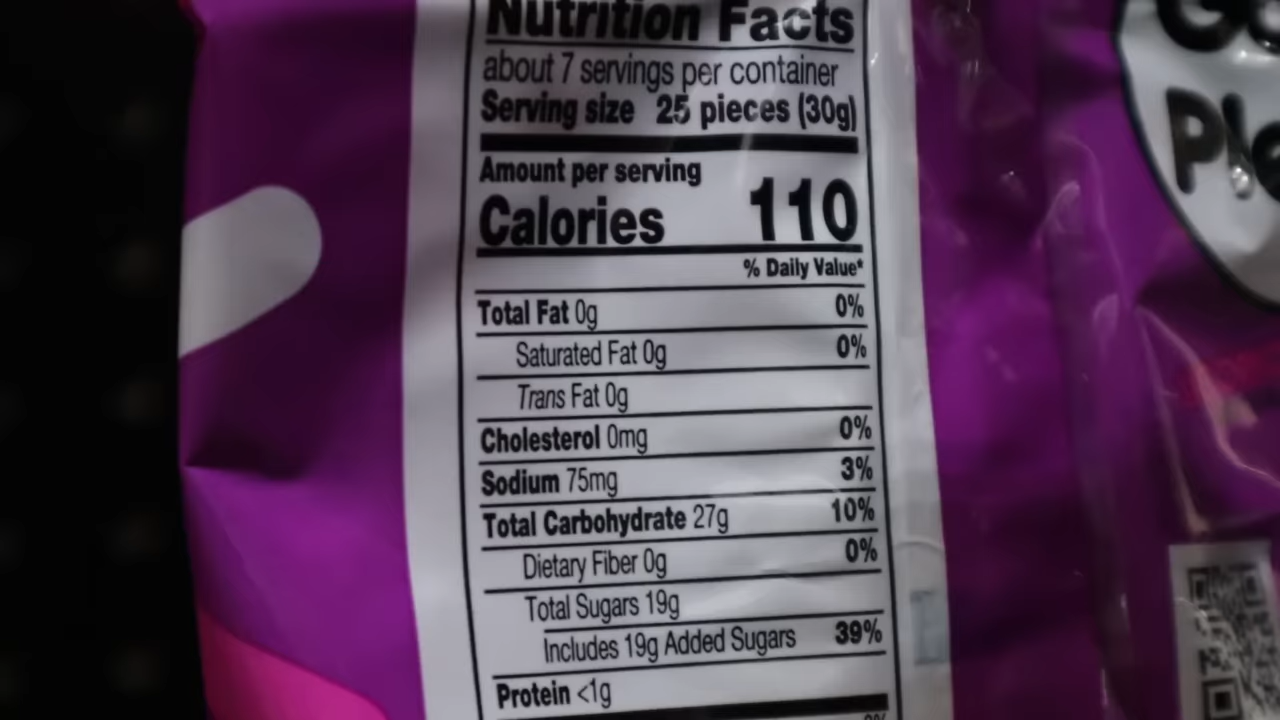 Nutrition Facts
about 7 servings per container
Serving size 25 pieces (30g)
Amount per serving
Calories 110
% Daily Value*
Total Fat 0g 0%
Saturated Fat 0g 0%
Trans Fat 0g
Cholesterol 0mg 0%
Sodium 75mg 3%
Total Carbohydrate 27g 10%
Dietary Fiber 0g 0%
Total Sugars 19g
Includes 19g Added Sugars 39%
Protein <1g